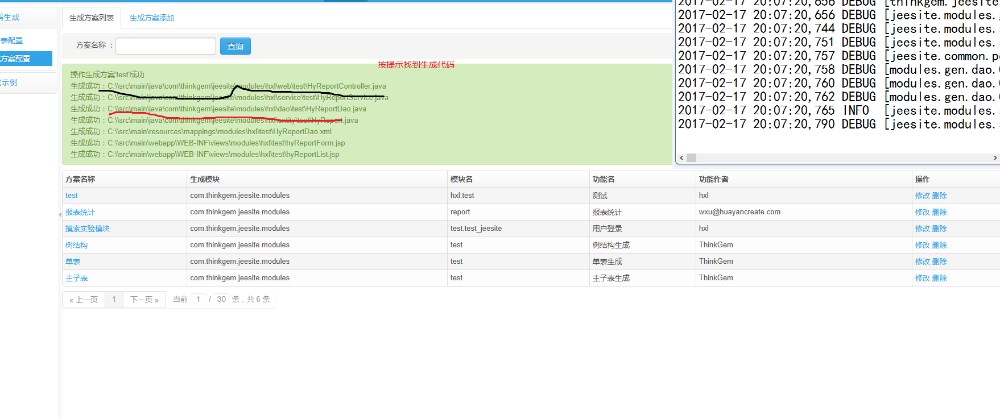 码生成
表配置
方案配置
示例
生成方案列表 生成方案添加
方案名称 ： 查询
按提示找到生成代码
操作生成方案'test'成功
生成成功：C:\\src\main\java\com\thinkgem\jeesite\modules\hxl\web\test\HyReportController.java
生成成功：C:\\src\main\java\com\thinkgem\jeesite\modules\hxl\service\test\HyReportService.java
生成成功：C:\\src\main\java\com\thinkgem\jeesite\modules\hxl\dao\test\HyReportDao.java
生成成功：C:\\src\main\java\com\thinkgem\jeesite\modules\hxl\entity\test\HyReport.java
生成成功：C:\\src\main\resources\mappings\modules\hxl\test\HyReportDao.xml
生成成功：C:\\src\main\webapp\WEB-INF\views\modules\hxl\test\hyReportForm.jsp
生成成功：C:\\src\main\webapp\WEB-INF\views\modules\hxl\test\hyReportList.jsp
2017-02-17 20:07:20,656 DEBUG [thinkgem.jeesite.
2017-02-17 20:07:20,656 DEBUG [jeesite.modules.
2017-02-17 20:07:20,744 DEBUG [jeesite.modules.
2017-02-17 20:07:20,751 DEBUG [jeesite.modules.
2017-02-17 20:07:20,757 DEBUG [jeesite.common.p
2017-02-17 20:07:20,758 DEBUG [modules.gen.dao.
2017-02-17 20:07:20,760 DEBUG [modules.gen.dao.
2017-02-17 20:07:20,762 DEBUG [modules.gen.dao.
2017-02-17 20:07:20,765 INFO [jeesite.modules.
2017-02-17 20:07:20,790 DEBUG [jeesite.modules.
方案名称 生成模块 模块名 功能名 功能作者 操作
test com.thinkgem.jeesite.modules hxl.test 测试 hxl 修改 删除
报表统计 com.thinkgem.jeesite.modules report 报表统计 wxu@huayancreate.com 修改 删除
摸索实验模块 com.thinkgem.jeesite.modules test.test_jeesite 用户登录 hxl 修改 删除
树结构 com.thinkgem.jeesite.modules test 树结构生成 ThinkGem 修改 删除
单表 com.thinkgem.jeesite.modules test 单表生成 ThinkGem 修改 删除
主子表 com.thinkgem.jeesite.modules test 主子表生成 ThinkGem 修改 删除
« 上一页 1 下一页 » 当前 1 / 30 条，共 6 条